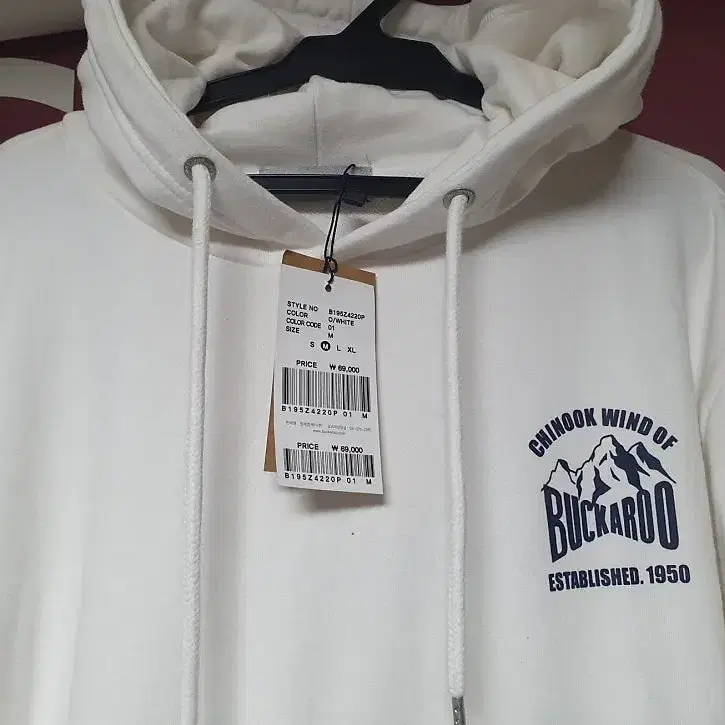 STYLE NO B195Z4220P
COLOR O/WHITE
COLOR CODE 01
SIZE M
S M L XL
PRICE ₩ 69,000
B195Z4220P 01 M
PRICE ₩ 69,000
B195Z4220P 01 M
CHINOOK WIND OF
BUCKAROO
ESTABLISHED. 1950